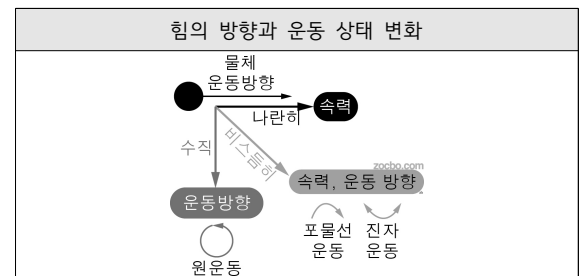 힘의 방향과 운동 상태 변화
물체
운동방향
속력
나란히
수직
비스듬히
zocbo.com
속력, 운동 방향
운동방향
포물선
운동
진자
운동
원운동